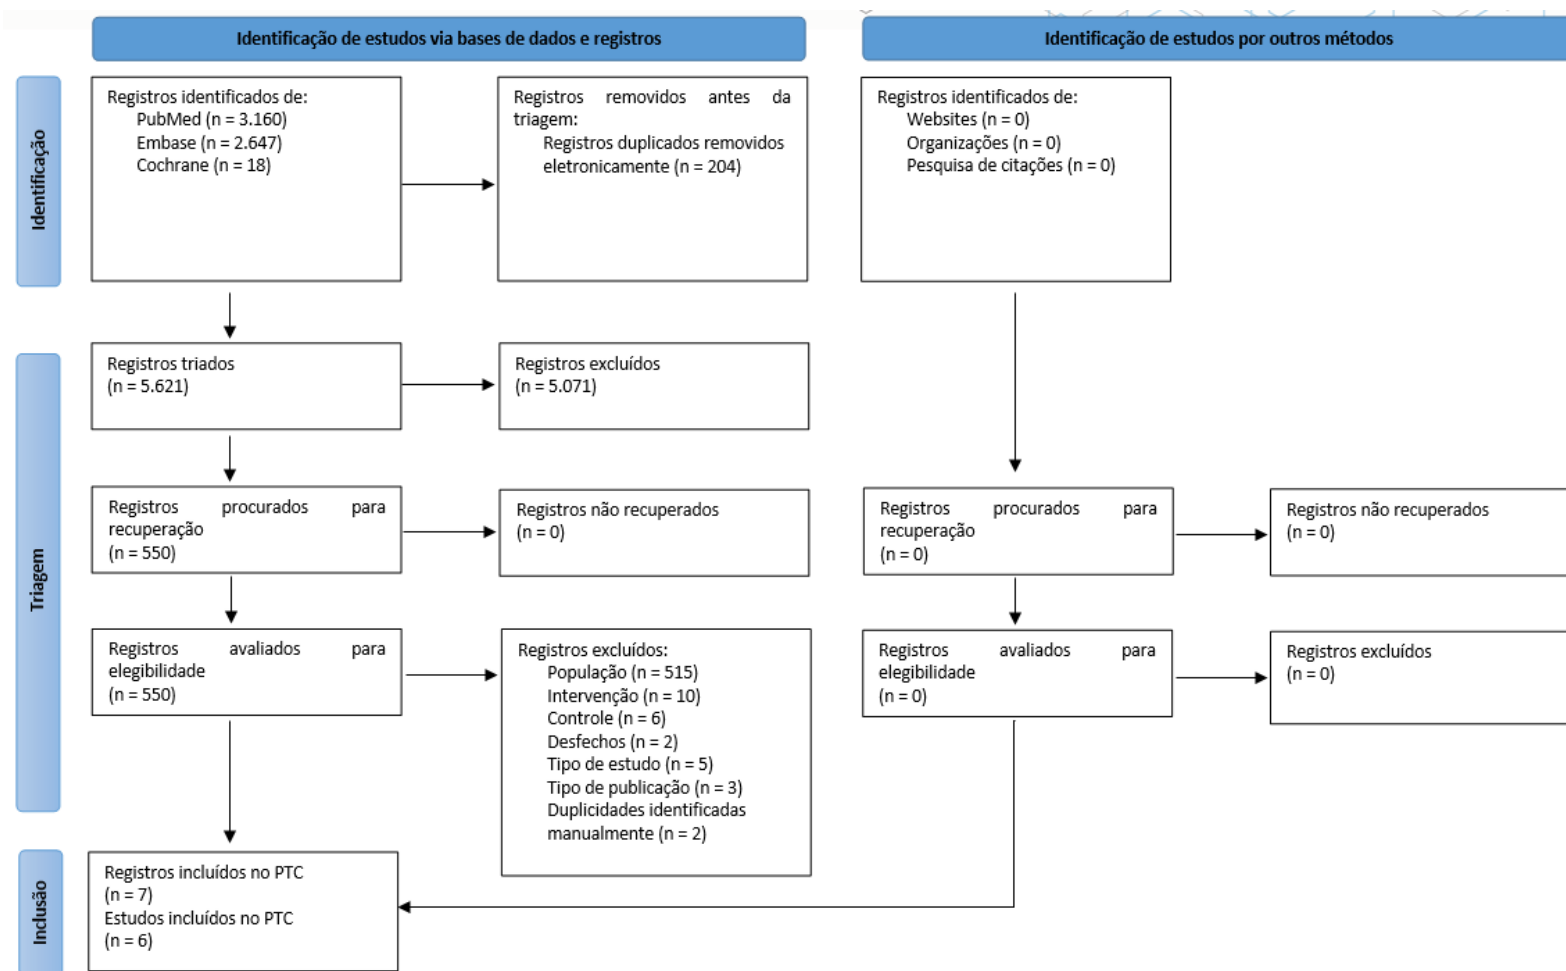 Identificação de estudos via bases de dados e registros
Identificação de estudos por outros métodos
Identificação
Registros identificados de:
PubMed (n = 3.160)
Embase (n = 2.647)
Cochrane (n = 18)
Registros removidos antes da
triagem:
Registros duplicados removidos
eletronicamente (n = 204)
Registros identificados de:
Websites (n = 0)
Organizações (n = 0)
Pesquisa de citações (n = 0)
Triagem
Registros triados
(n = 5.621)
Registros excluídos
(n = 5.071)
Registros procurados para
recuperação
(n = 550)
Registros não recuperados
(n = 0)
Registros procurados para
recuperação
(n = 0)
Registros não recuperados
(n = 0)
Registros avaliados para
elegibilidade
(n = 550)
Registros excluídos:
População (n = 515)
Intervenção (n = 10)
Controle (n = 6)
Desfechos (n = 2)
Tipo de estudo (n = 5)
Tipo de publicação (n = 3)
Duplicidades identificadas
manualmente (n = 2)
Registros avaliados para
elegibilidade
(n = 0)
Registros excluídos
(n = 0)
Inclusão
Registros incluídos no PTC
(n = 7)
Estudos incluídos no PTC
(n = 6)